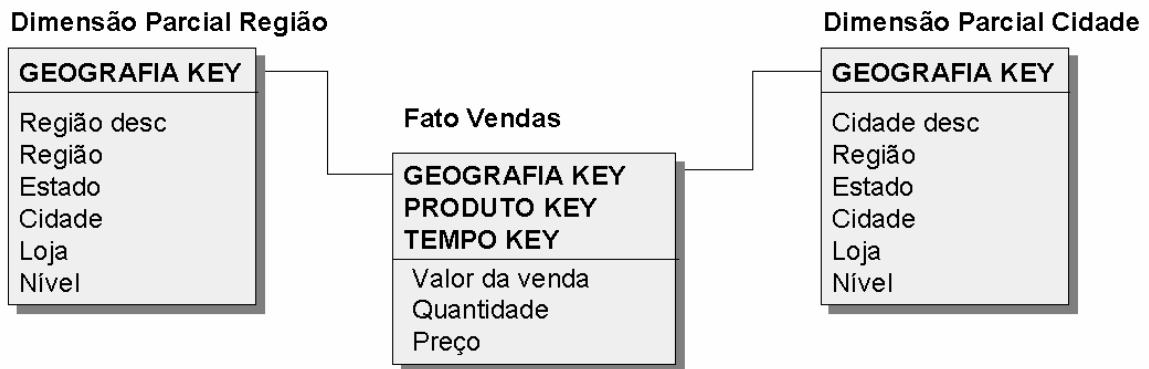 Dimensão Parcial Região
GEOGRAFIA KEY
Região desc
Região
Estado
Cidade
Loja
Nível
Fato Vendas
GEOGRAFIA KEY
PRODUTO KEY
TEMPO KEY
Valor da venda
Quantidade
Preço
Dimensão Parcial Cidade
GEOGRAFIA KEY
Cidade desc
Região
Estado
Cidade
Loja
Nível